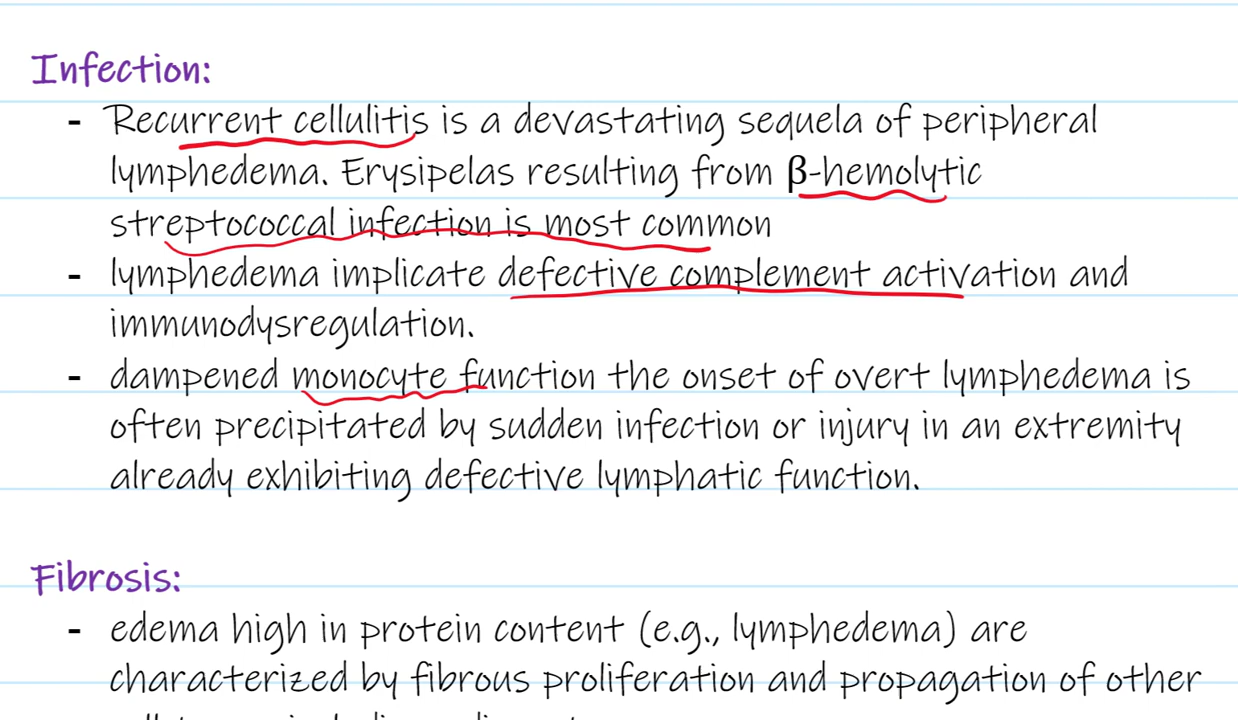 Infection:
- Recurrent cellulitis is a devastating sequela of peripheral
lymphedema. Erysipelas resulting from β-hemolytic
streptococcal infection is most common
- lymphedema implicate defective complement activation and
immunodysregulation.
- dampened monocyte function the onset of overt lymphedema is
often precipitated by sudden infection or injury in an extremity
already exhibiting defective lymphatic function.
Fibrosis:
- edema high in protein content (e.g., lymphedema) are
characterized by fibrous proliferation and propagation of other